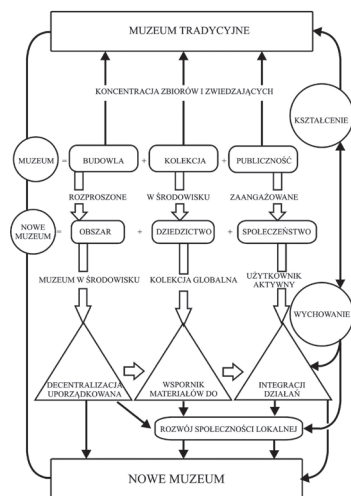 MUZEUM TRADYCYJNE
KONCENTRACJA ZBIORÓW I ZWIEDZAJĄCYCH
KSZTAŁCENIE
MUZEUM = BUDOWLA + KOLEKCJA + PUBLICZNOŚĆ
ROZPROSZONE W ŚRODOWISKU ZAANGAŻOWANE
NOWE
MUZEUM = OBSZAR + DZIEDZICTWO + SPOŁECZEŃSTWO
MUZEUM W ŚRODOWISKU KOLEKCJA GLOBALNA UŻYTKOWNIK
AKTYWNY
WYCHOWANIE
DECENTRALIZACJA
UPORZĄDKOWANA
WSPORNIK
MATERIAŁÓW DO
INTEGRACJI
DZIAŁAŃ
ROZWÓJ SPOŁECZNOŚCI LOKALNEJ
NOWE MUZEUM